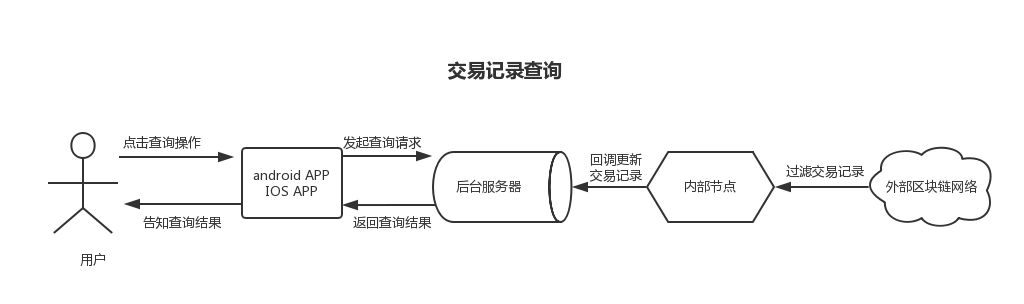 交易记录查询
点击查询操作
发起查询请求
android APP
IOS APP
后台服务器
回调更新
交易记录
内部节点
过滤交易记录
外部区块链网络
告知查询结果
返回查询结果
用户